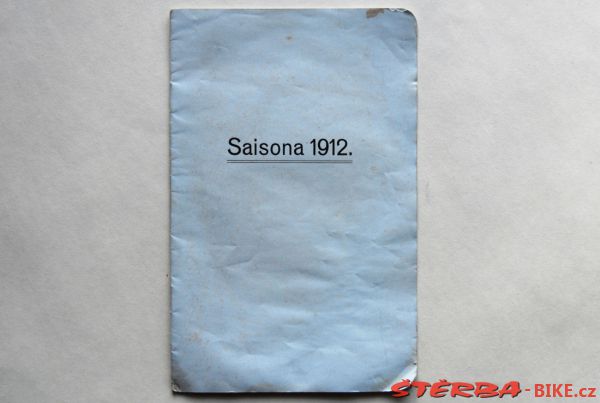 Saisona 1912.
ŠTĚRBA-BIKE.cz